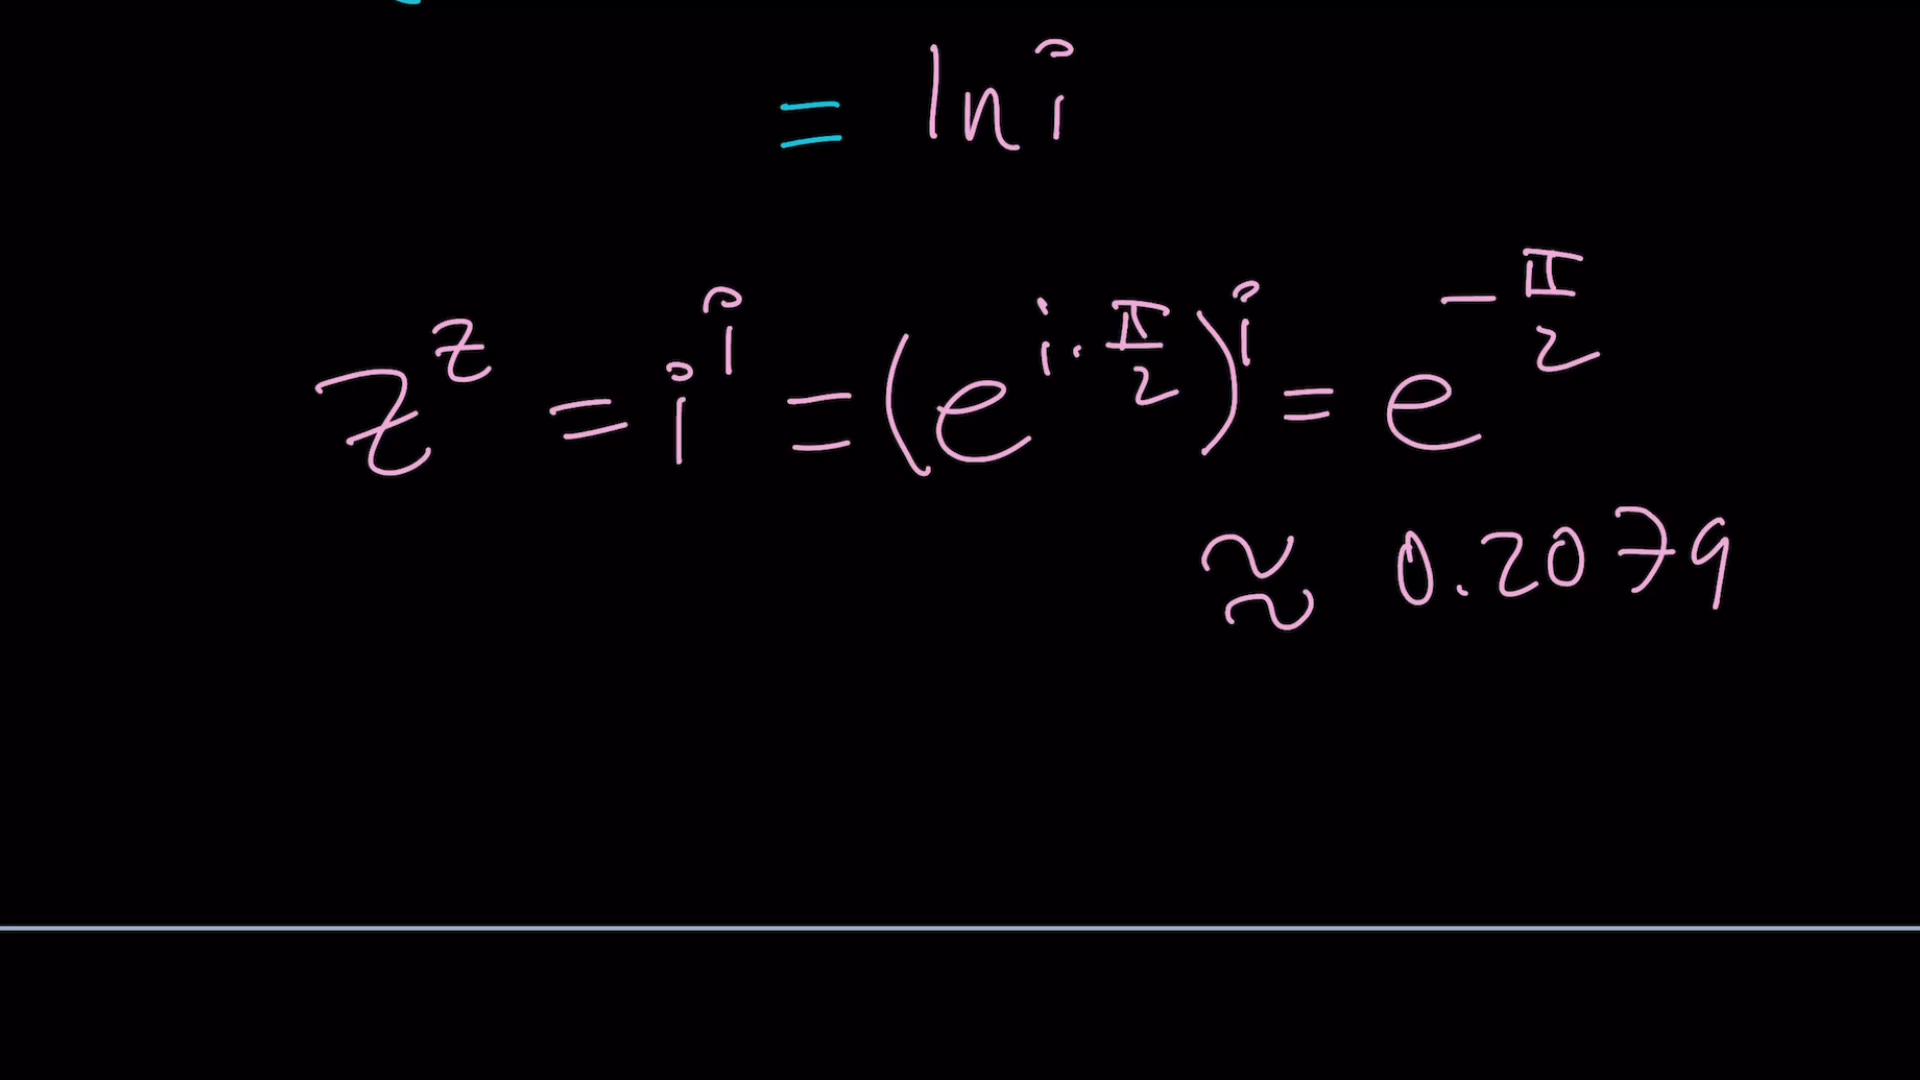 = ln i
z^z = i^i = (e^{i·π/2})^i = e^{-π/2}
≈ 0.2079